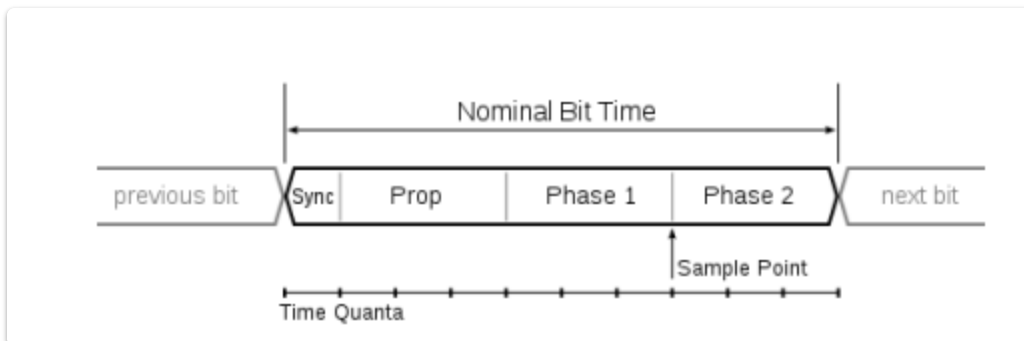 Nominal Bit Time
previous bit Sync Prop Phase 1 Phase 2 next bit
Sample Point
Time Quanta